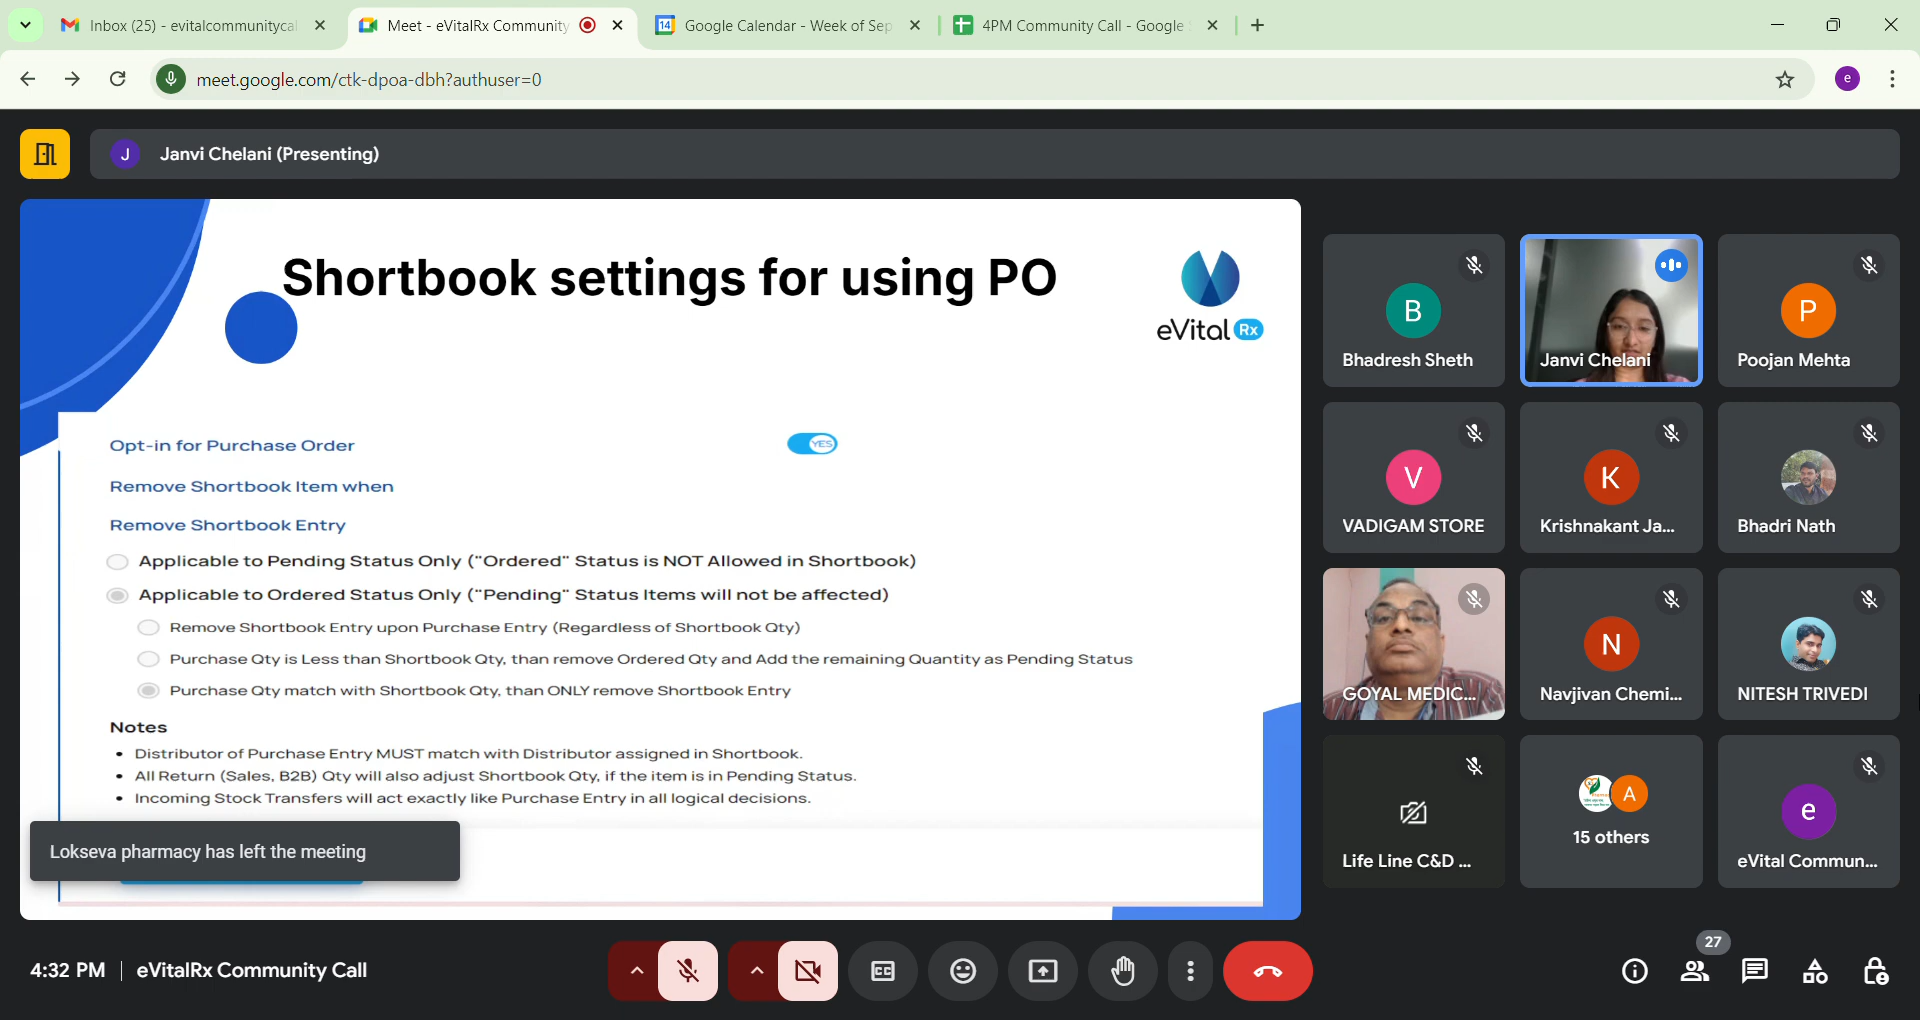 Inbox (25) - evitalcommunitycal
Meet - eVitalRx Community
Google Calendar - Week of Sep
4PM Community Call - Google
meet.google.com/ctk-dpoa-dbh?authuser=0
e
J
Janvi Chelani (Presenting)
Shortbook settings for using PO
eVital Rx
Opt-in for Purchase Order
YES
Remove Shortbook Item when
Remove Shortbook Entry
Applicable to Pending Status Only ("Ordered" Status is NOT Allowed in Shortbook)
Applicable to Ordered Status Only ("Pending" Status Items will not be affected)
Remove Shortbook Entry upon Purchase Entry (Regardless of Shortbook Qty)
Purchase Qty is Less than Shortbook Qty, than remove Ordered Qty and Add the remaining Quantity as Pending Status
Purchase Qty match with Shortbook Qty, than ONLY remove Shortbook Entry
Notes
• Distributor of Purchase Entry MUST match with Distributor assigned in Shortbook.
• All Return (Sales, B2B) Qty will also adjust Shortbook Qty, if the item is in Pending Status.
• Incoming Stock Transfers will act exactly like Purchase Entry in all logical decisions.
Lokseva pharmacy has left the meeting
B
Bhadresh Sheth
Janvi Chelani
P
Poojan Mehta
V
VADIGAM STORE
K
Krishnakant Ja...
Bhadri Nath
GOYAL MEDIC...
N
Navjivan Chemi...
NITESH TRIVEDI
Life Line C&D ...
A
15 others
e
eVital Commun...
4:32 PM | eVitalRx Community Call
27